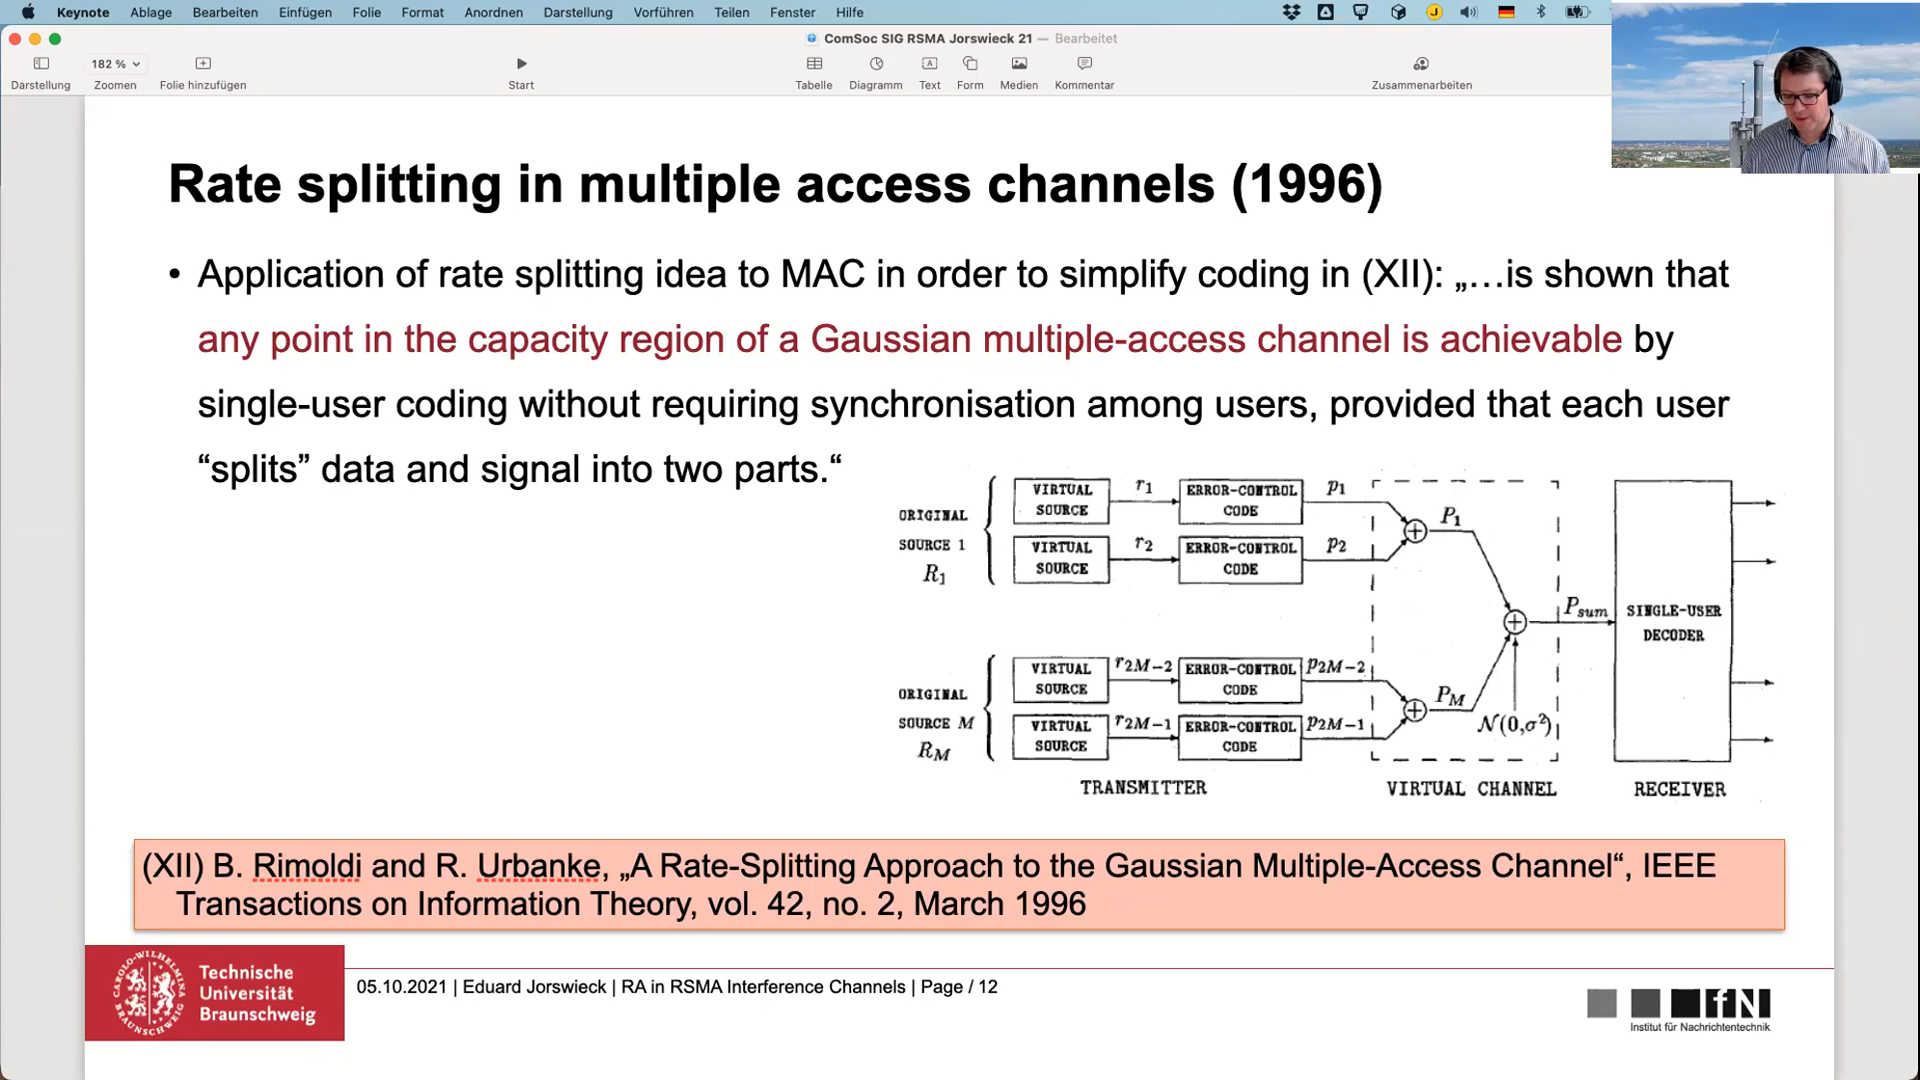 Keynote Ablage Bearbeiten Einfügen Folie Format Anordnen Darstellung Vorführen Teilen Fenster Hilfe
ComSoc SIG RSMA Jorswieck 21 — Bearbeitet
182 %
Darstellung Zoomen Folie hinzufügen Start Tabelle Diagramm Text Form Medien Kommentar Zusammenarbeiten
Rate splitting in multiple access channels (1996)
• Application of rate splitting idea to MAC in order to simplify coding in (XII): „…is shown that
any point in the capacity region of a Gaussian multiple-access channel is achievable by
single-user coding without requiring synchronisation among users, provided that each user
“splits” data and signal into two parts.“
ORIGINAL
SOURCE 1
R1
VIRTUAL
SOURCE
r1
ERROR-CONTROL
CODE
p1
VIRTUAL
SOURCE
r2
ERROR-CONTROL
CODE
p2
P1
ORIGINAL
SOURCE M
RM
VIRTUAL
SOURCE
r2M−2
ERROR-CONTROL
CODE
p2M−2
VIRTUAL
SOURCE
r2M−1
ERROR-CONTROL
CODE
p2M−1
PM
N(0,σ²)
Psum
SINGLE-USER
DECODER
TRANSMITTER VIRTUAL CHANNEL RECEIVER
(XII) B. Rimoldi and R. Urbanke, „A Rate-Splitting Approach to the Gaussian Multiple-Access Channel“, IEEE
Transactions on Information Theory, vol. 42, no. 2, March 1996
CAROLO-WILHELMINA
BRAUNSCHWEIG
Technische
Universität
Braunschweig
05.10.2021 | Eduard Jorswieck | RA in RSMA Interference Channels | Page / 12
IfN
Institut für Nachrichtentechnik